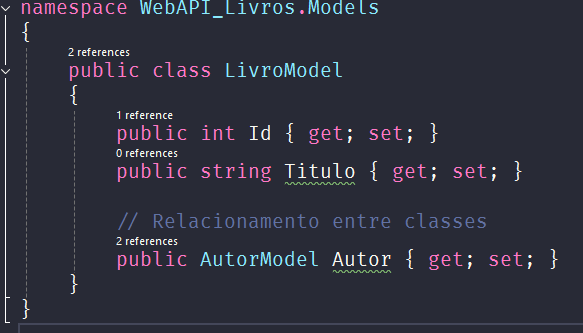 namespace WebAPI_Livros.Models
{
2 references
public class LivroModel
{
1 reference
public int Id { get; set; }
0 references
public string Titulo { get; set; }
// Relacionamento entre classes
2 references
public AutorModel Autor { get; set; }
}
}